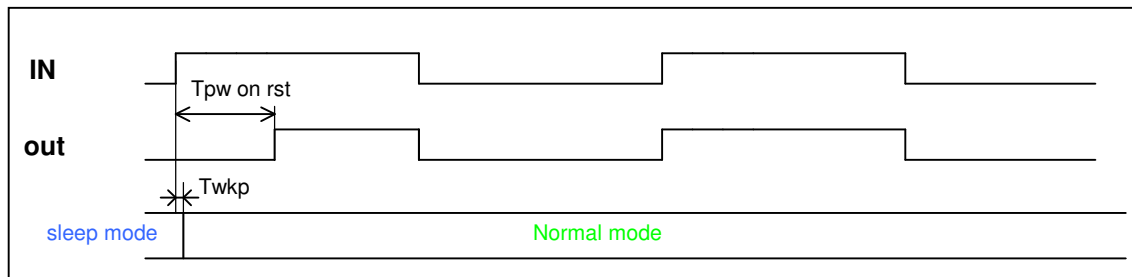 IN
Tpw on rst
out
Twkp
sleep mode
Normal mode